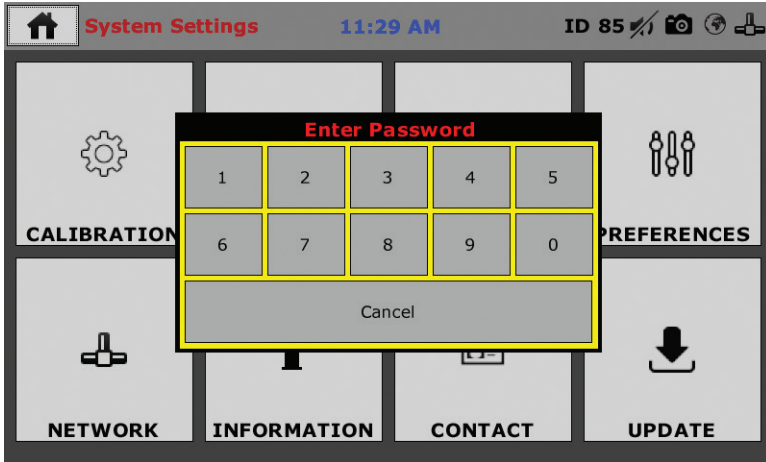 System Settings 11:29 AM ID 85
Enter Password
1 2 3 4 5
CALIBRATION PREFERENCES
6 7 8 9 0
Cancel
NETWORK INFORMATION CONTACT UPDATE